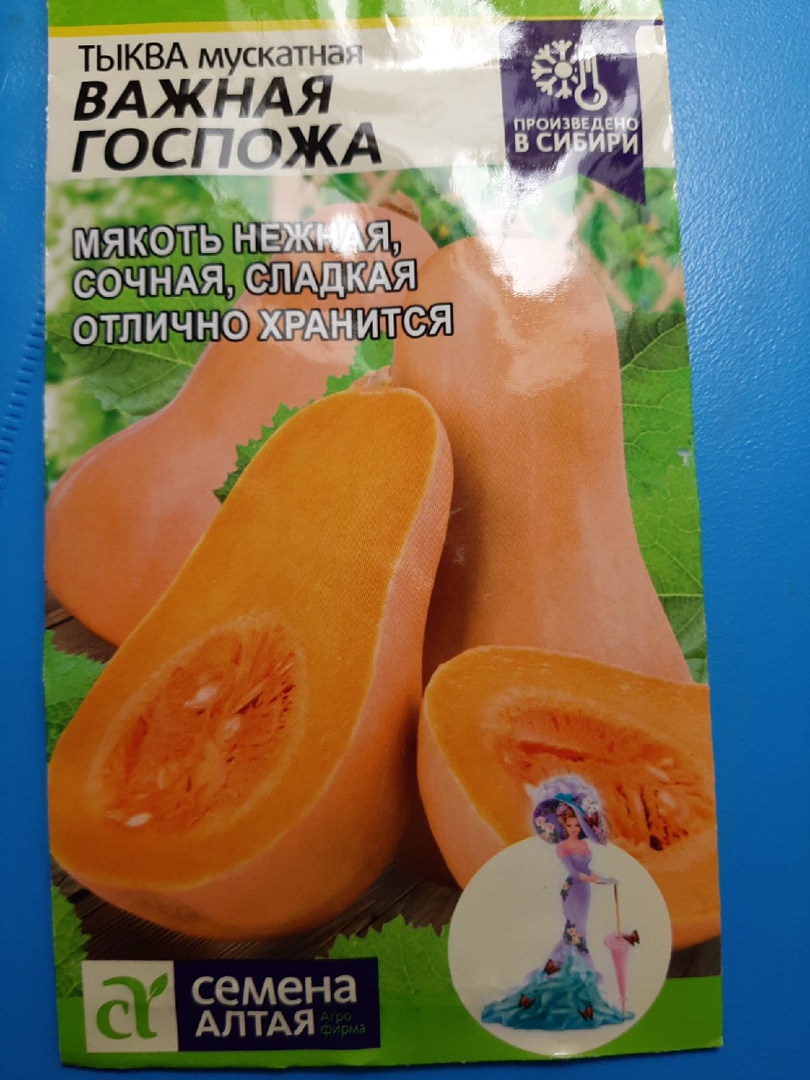 ТЫКВА мускатная
ВАЖНАЯ
ГОСПОЖА
ПРОИЗВЕДЕНО
В СИБИРИ
МЯКОТЬ НЕЖНАЯ,
СОЧНАЯ, СЛАДКАЯ
ОТЛИЧНО ХРАНИТСЯ
семена
АЛТАЯ
Агро
фирма